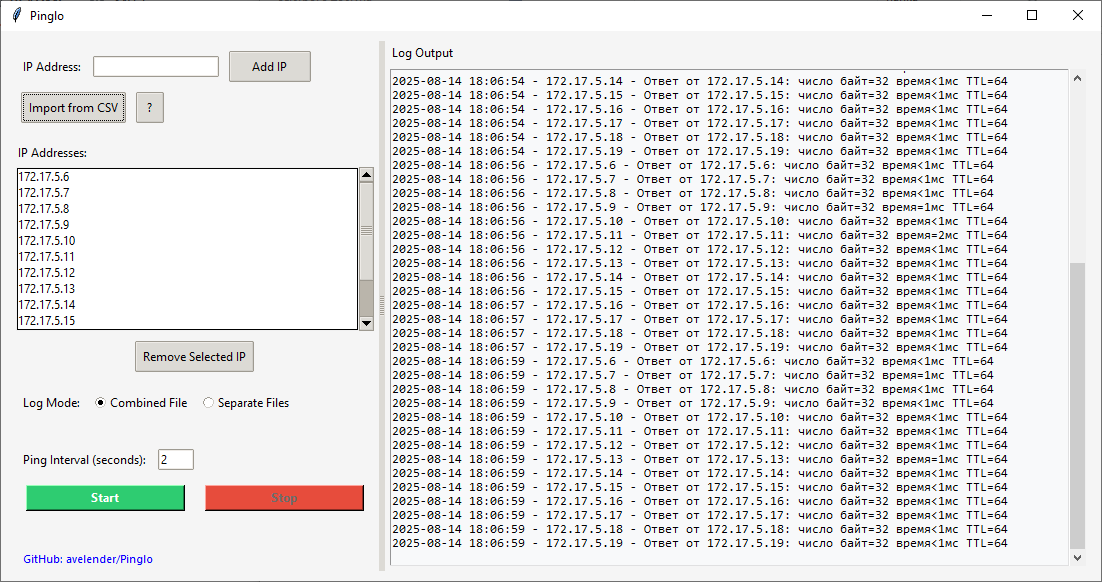 Pinglo
IP Address:
Add IP
Import from CSV
?
IP Addresses:
172.17.5.6
172.17.5.7
172.17.5.8
172.17.5.9
172.17.5.10
172.17.5.11
172.17.5.12
172.17.5.13
172.17.5.14
172.17.5.15
Remove Selected IP
Log Mode: Combined File Separate Files
Ping Interval (seconds): 2
Start
Stop
GitHub: avelender/Pinglo
Log Output
2025-08-14 18:06:54 - 172.17.5.14 - Ответ от 172.17.5.14: число байт=32 время<1мс TTL=64
2025-08-14 18:06:54 - 172.17.5.15 - Ответ от 172.17.5.15: число байт=32 время<1мс TTL=64
2025-08-14 18:06:54 - 172.17.5.16 - Ответ от 172.17.5.16: число байт=32 время<1мс TTL=64
2025-08-14 18:06:54 - 172.17.5.17 - Ответ от 172.17.5.17: число байт=32 время<1мс TTL=64
2025-08-14 18:06:54 - 172.17.5.18 - Ответ от 172.17.5.18: число байт=32 время<1мс TTL=64
2025-08-14 18:06:54 - 172.17.5.19 - Ответ от 172.17.5.19: число байт=32 время<1мс TTL=64
2025-08-14 18:06:56 - 172.17.5.6 - Ответ от 172.17.5.6: число байт=32 время<1мс TTL=64
2025-08-14 18:06:56 - 172.17.5.7 - Ответ от 172.17.5.7: число байт=32 время<1мс TTL=64
2025-08-14 18:06:56 - 172.17.5.8 - Ответ от 172.17.5.8: число байт=32 время<1мс TTL=64
2025-08-14 18:06:56 - 172.17.5.9 - Ответ от 172.17.5.9: число байт=32 время=1мс TTL=64
2025-08-14 18:06:56 - 172.17.5.10 - Ответ от 172.17.5.10: число байт=32 время<1мс TTL=64
2025-08-14 18:06:56 - 172.17.5.11 - Ответ от 172.17.5.11: число байт=32 время=2мс TTL=64
2025-08-14 18:06:56 - 172.17.5.12 - Ответ от 172.17.5.12: число байт=32 время<1мс TTL=64
2025-08-14 18:06:56 - 172.17.5.13 - Ответ от 172.17.5.13: число байт=32 время<1мс TTL=64
2025-08-14 18:06:56 - 172.17.5.14 - Ответ от 172.17.5.14: число байт=32 время<1мс TTL=64
2025-08-14 18:06:56 - 172.17.5.15 - Ответ от 172.17.5.15: число байт=32 время<1мс TTL=64
2025-08-14 18:06:57 - 172.17.5.16 - Ответ от 172.17.5.16: число байт=32 время<1мс TTL=64
2025-08-14 18:06:57 - 172.17.5.17 - Ответ от 172.17.5.17: число байт=32 время<1мс TTL=64
2025-08-14 18:06:57 - 172.17.5.18 - Ответ от 172.17.5.18: число байт=32 время<1мс TTL=64
2025-08-14 18:06:57 - 172.17.5.19 - Ответ от 172.17.5.19: число байт=32 время<1мс TTL=64
2025-08-14 18:06:59 - 172.17.5.6 - Ответ от 172.17.5.6: число байт=32 время<1мс TTL=64
2025-08-14 18:06:59 - 172.17.5.7 - Ответ от 172.17.5.7: число байт=32 время=1мс TTL=64
2025-08-14 18:06:59 - 172.17.5.8 - Ответ от 172.17.5.8: число байт=32 время<1мс TTL=64
2025-08-14 18:06:59 - 172.17.5.9 - Ответ от 172.17.5.9: число байт=32 время=1мс TTL=64
2025-08-14 18:06:59 - 172.17.5.10 - Ответ от 172.17.5.10: число байт=32 время<1мс TTL=64
2025-08-14 18:06:59 - 172.17.5.11 - Ответ от 172.17.5.11: число байт=32 время<1мс TTL=64
2025-08-14 18:06:59 - 172.17.5.12 - Ответ от 172.17.5.12: число байт=32 время<1мс TTL=64
2025-08-14 18:06:59 - 172.17.5.13 - Ответ от 172.17.5.13: число байт=32 время=1мс TTL=64
2025-08-14 18:06:59 - 172.17.5.14 - Ответ от 172.17.5.14: число байт=32 время<1мс TTL=64
2025-08-14 18:06:59 - 172.17.5.15 - Ответ от 172.17.5.15: число байт=32 время<1мс TTL=64
2025-08-14 18:06:59 - 172.17.5.16 - Ответ от 172.17.5.16: число байт=32 время<1мс TTL=64
2025-08-14 18:06:59 - 172.17.5.17 - Ответ от 172.17.5.17: число байт=32 время<1мс TTL=64
2025-08-14 18:06:59 - 172.17.5.18 - Ответ от 172.17.5.18: число байт=32 время<1мс TTL=64
2025-08-14 18:06:59 - 172.17.5.19 - Ответ от 172.17.5.19: число байт=32 время<1мс TTL=64